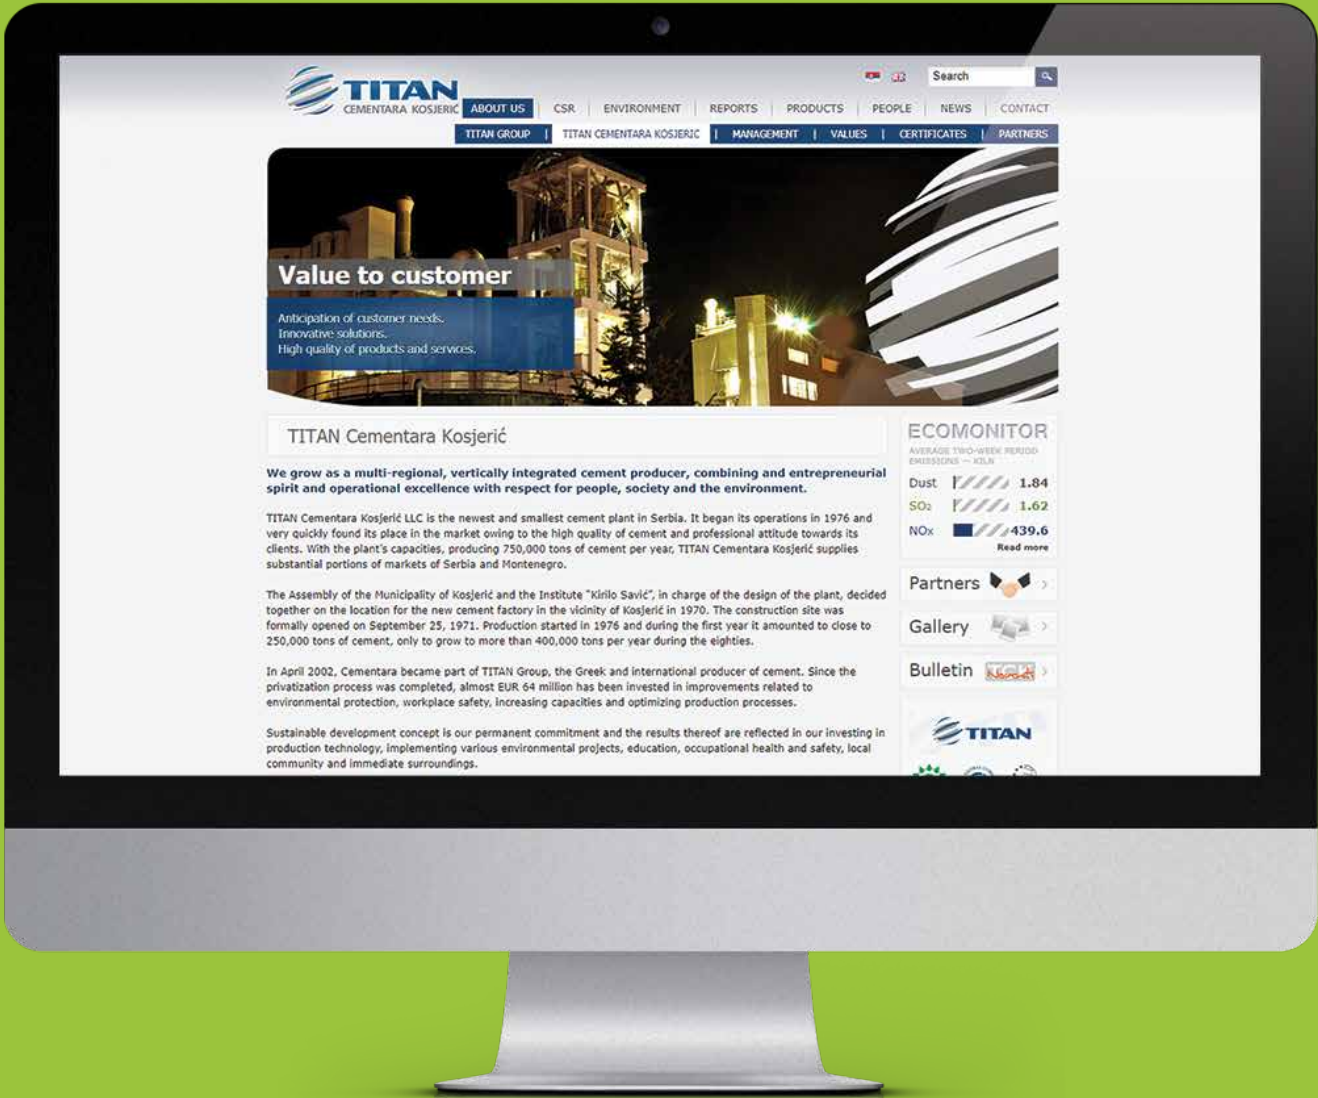 TITAN
CEMENTARA KOSJERIĆ
Search
ABOUT US | CSR | ENVIRONMENT | REPORTS | PRODUCTS | PEOPLE | NEWS | CONTACT
TITAN GROUP | TITAN CEMENTARA KOSJERIC | MANAGEMENT | VALUES | CERTIFICATES | PARTNERS
Value to customer
Anticipation of customer needs.
Innovative solutions.
High quality of products and services.
TITAN Cementara Kosjerić
We grow as a multi-regional, vertically integrated cement producer, combining and entrepreneurial
spirit and operational excellence with respect for people, society and the environment.
TITAN Cementara Kosjerić LLC is the newest and smallest cement plant in Serbia. It began its operations in 1976 and
very quickly found its place in the market owing to the high quality of cement and professional attitude towards its
clients. With the plant's capacities, producing 750,000 tons of cement per year, TITAN Cementara Kosjerić supplies
substantial portions of markets of Serbia and Montenegro.
The Assembly of the Municipality of Kosjerić and the Institute "Kirilo Savić", in charge of the design of the plant, decided
together on the location for the new cement factory in the vicinity of Kosjerić in 1970. The construction site was
formally opened on September 25, 1971. Production started in 1976 and during the first year it amounted to close to
250,000 tons of cement, only to grow to more than 400,000 tons per year during the eighties.
In April 2002, Cementara became part of TITAN Group, the Greek and international producer of cement. Since the
privatization process was completed, almost EUR 64 million has been invested in improvements related to
environmental protection, workplace safety, increasing capacities and optimizing production processes.
Sustainable development concept is our permanent commitment and the results thereof are reflected in our investing in
production technology, implementing various environmental projects, education, occupational health and safety, local
community and immediate surroundings.
ECOMONITOR
AVERAGE TWO-WEEK PERIOD
EMISSIONS — KILN
Dust 1.84
SO₂ 1.62
NOx 439.6
Read more
Partners
Gallery
Bulletin
TITAN